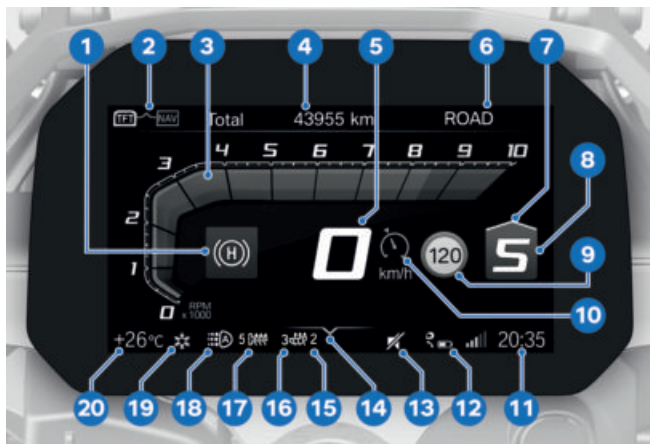 1 2 3 4 5 6 7
TFT NAV Total 43955 km ROAD
3 4 5 6 7 8 9 10
8
2
(H) 0 120 5
9
1
km/h
10
0 RPM
x 1000
+26°C A 5 3 2 20:35
20 19 18 17 16 15 14 13 12 11